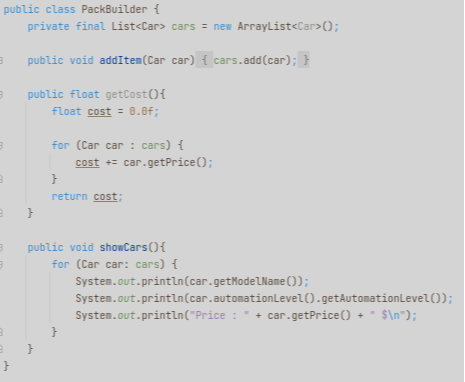 public class PackBuilder {
    private final List<Car> cars = new ArrayList<Car>();

    public void addItem(Car car) { cars.add(car); }

    public float getCost(){
        float cost = 0.0f;

        for (Car car : cars) {
            cost += car.getPrice();
        }
        return cost;
    }

    public void showCars(){
        for (Car car: cars) {
            System.out.println(car.getModelName());
            System.out.println(car.automationLevel().getAutomationLevel());
            System.out.println("Price : " + car.getPrice() + " $\n");
        }
    }
}